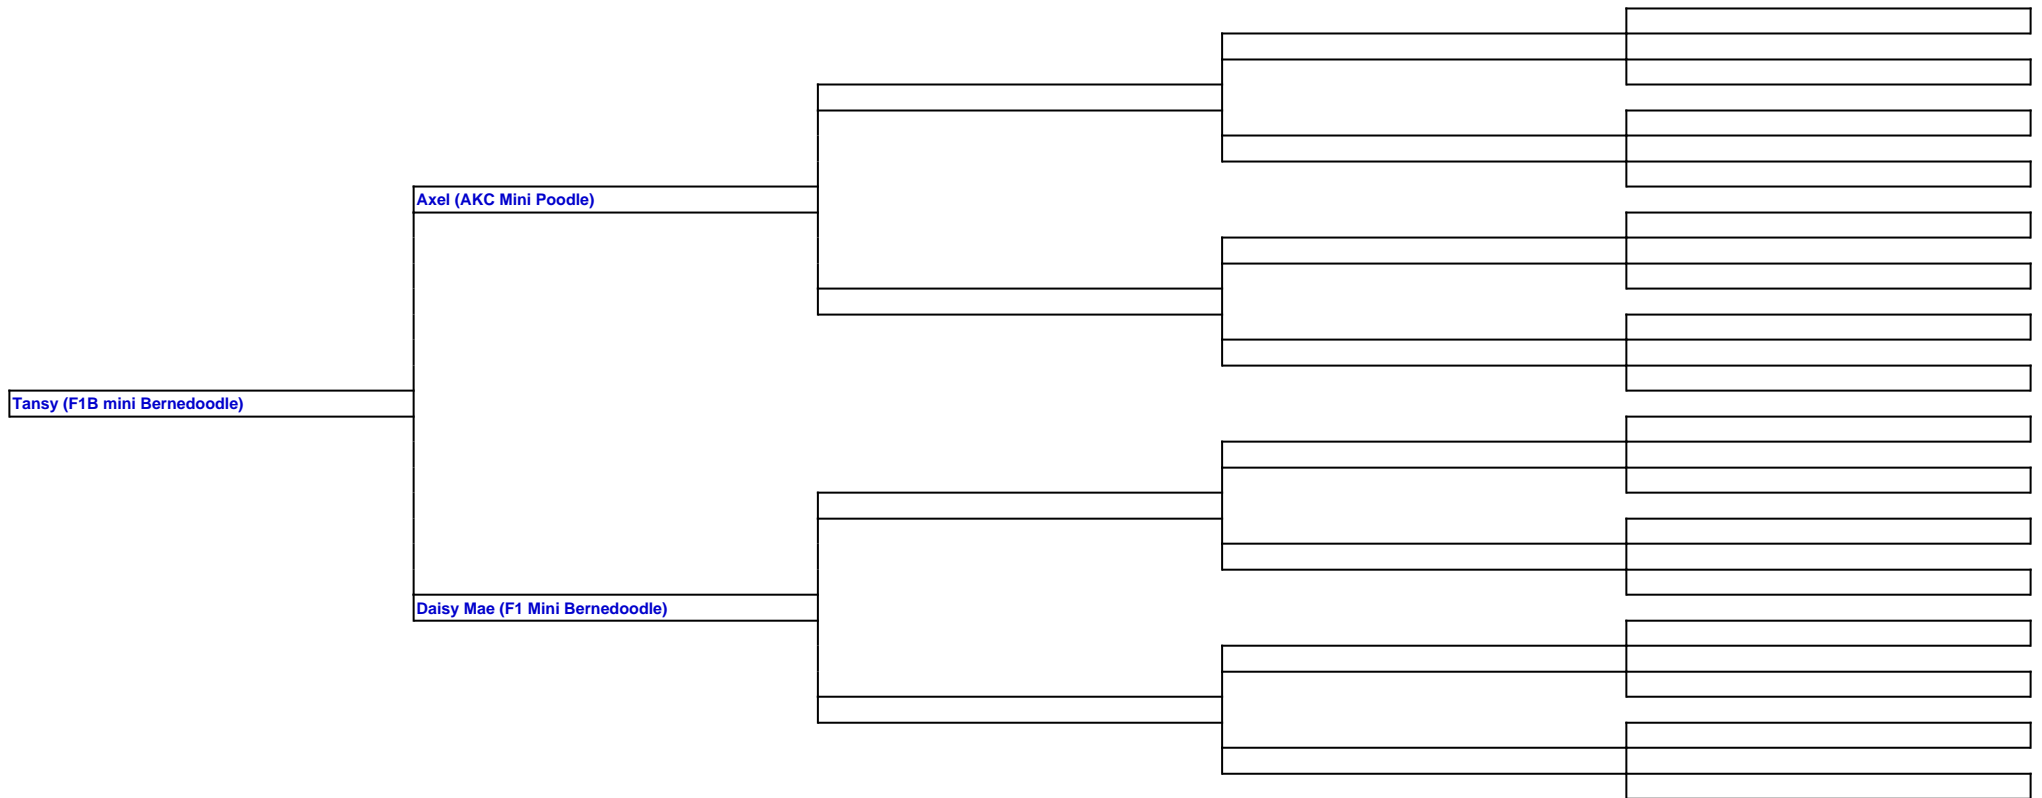 Axel (AKC Mini Poodle)
Tansy (F1B mini Bernedoodle)
Daisy Mae (F1 Mini Bernedoodle)